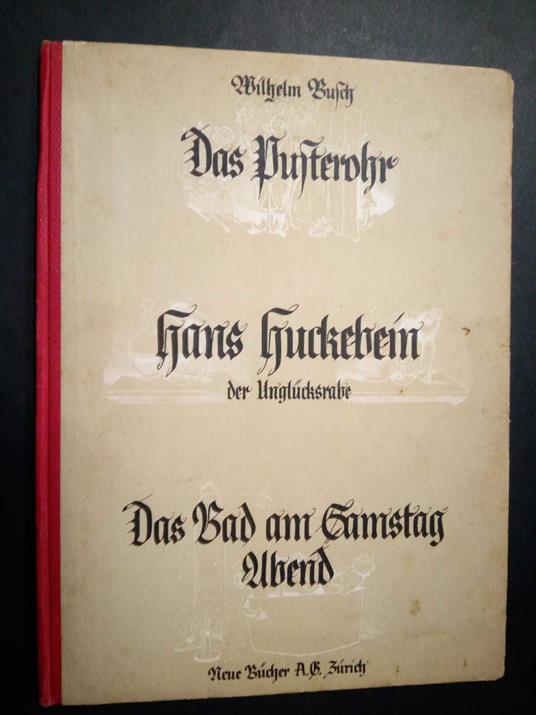 Wilhelm Busch
Das Pusterohr
Hans Huckebein
der Unglücksrabe
Das Bad am Samstag
Abend
Neue Bücher A.G. Zürich